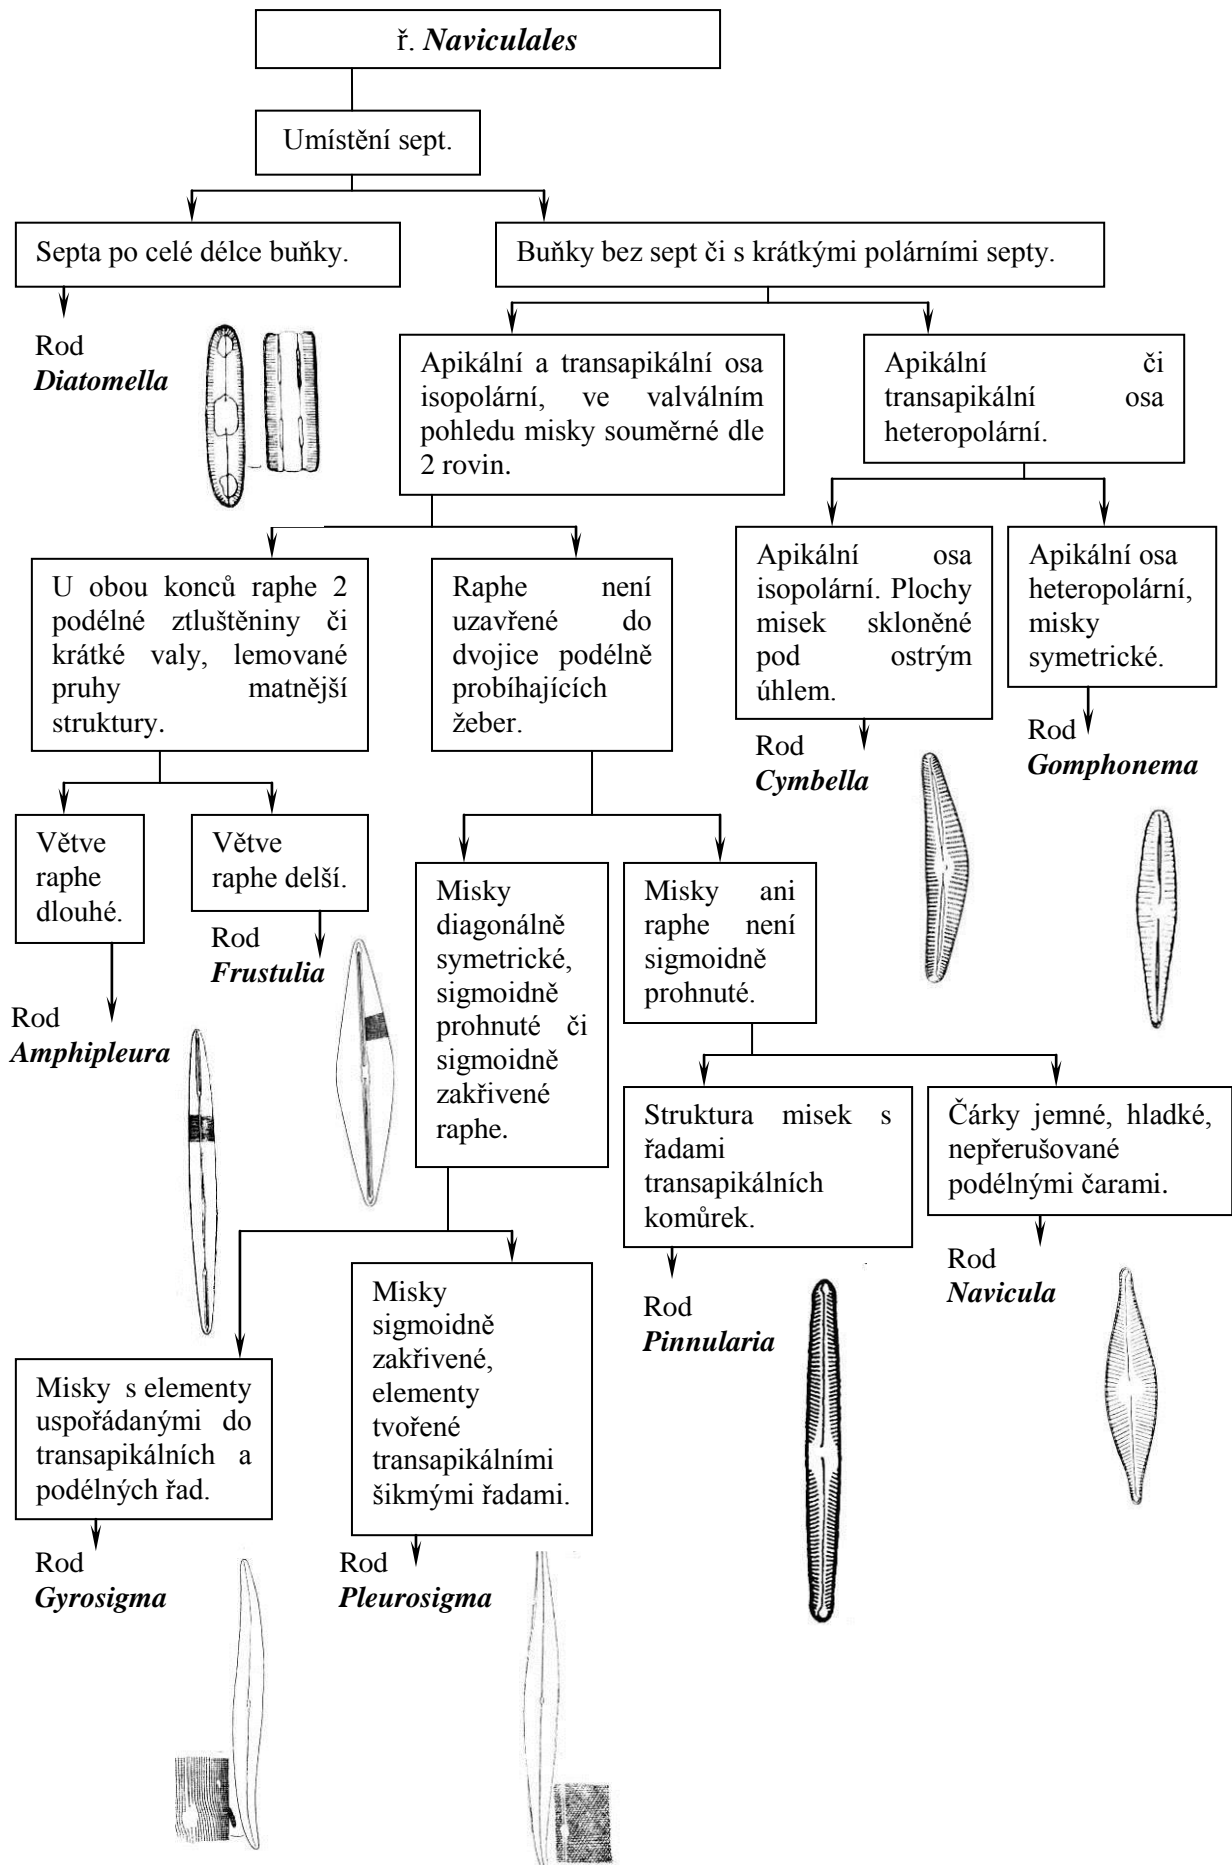 ř. Naviculales
Umístění sept.
Septa po celé délce buňky.
Buňky bez sept či s krátkými polárními septy.
Rod
Diatomella
Apikální a transapikální osa
isopolární, ve valválním
pohledu misky souměrné dle
2 rovin.
Apikální či
transapikální osa
heteropolární.
U obou konců raphe 2
podélné ztluštěniny či
krátké valy, lemované
pruhy matnější
struktury.
Raphe není
uzavřené do
dvojice podélně
probíhajících
žeber.
Apikální osa
isopolární. Plochy
misek skloněné
pod ostrým
úhlem.
Apikální osa
heteropolární,
misky
symetrické.
Rod
Cymbella
Rod
Gomphonema
Větve
raphe
dlouhé.
Větve
raphe delší.
Rod
Amphipleura
Rod
Frustulia
Misky
diagonálně
symetrické,
sigmoidně
prohnuté či
sigmoidně
zakřivené
raphe.
Misky ani
raphe není
sigmoidně
prohnuté.
Struktura misek s
řadami
transapikálních
komůrek.
Čárky jemné, hladké,
nepřerušované
podélnými čarami.
Rod
Pinnularia
Rod
Navicula
Misky s elementy
uspořádanými do
transapikálních a
podélných řad.
Misky
sigmoidně
zakřivené,
elementy
tvořené
transapikálními
šikmými řadami.
Rod
Gyrosigma
Rod
Pleurosigma